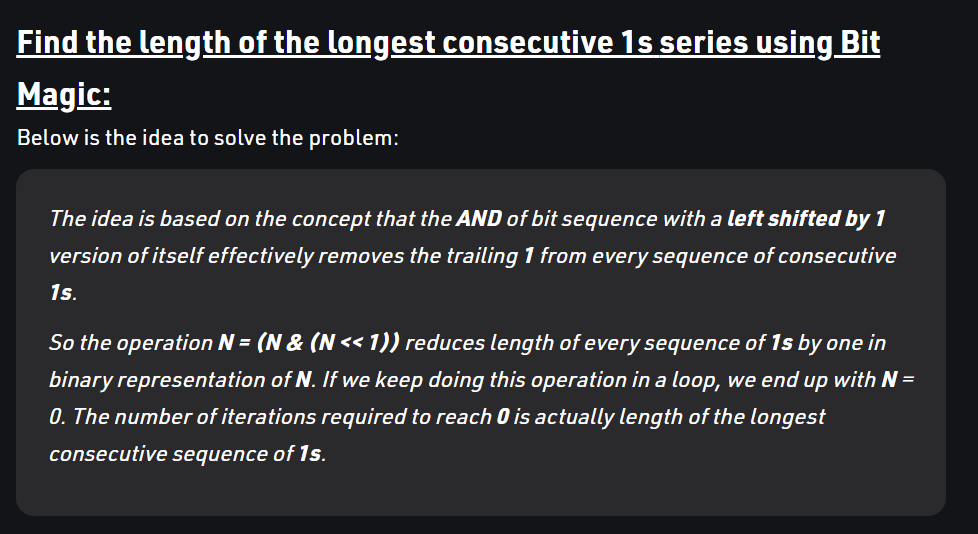 Find the length of the longest consecutive 1s series using Bit
Magic:
Below is the idea to solve the problem:
The idea is based on the concept that the AND of bit sequence with a left shifted by 1
version of itself effectively removes the trailing 1 from every sequence of consecutive
1s.
So the operation N = (N & (N << 1)) reduces length of every sequence of 1s by one in
binary representation of N. If we keep doing this operation in a loop, we end up with N =
0. The number of iterations required to reach 0 is actually length of the longest
consecutive sequence of 1s.